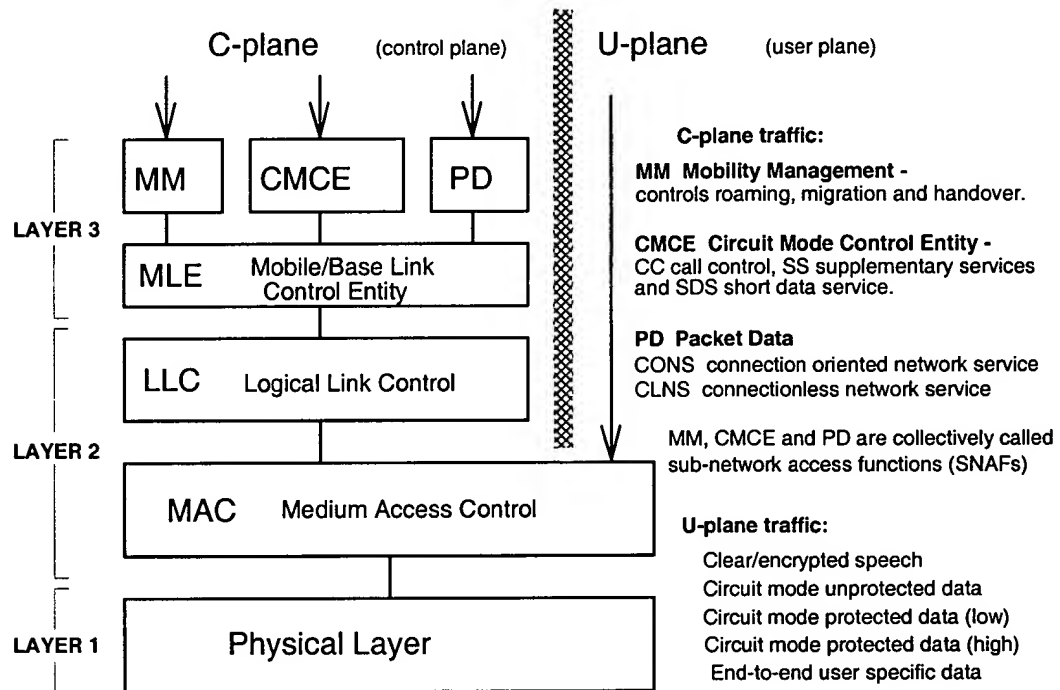 C-plane (control plane)
U-plane (user plane)
MM
CMCE
PD
LAYER 3
MLE Mobile/Base Link
Control Entity
LLC Logical Link Control
LAYER 2
MAC Medium Access Control
LAYER 1
Physical Layer
C-plane traffic:
MM Mobility Management -
controls roaming, migration and handover.
CMCE Circuit Mode Control Entity -
CC call control, SS supplementary services
and SDS short data service.
PD Packet Data
CONS connection oriented network service
CLNS connectionless network service
MM, CMCE and PD are collectively called
sub-network access functions (SNAFs)
U-plane traffic:
Clear/encrypted speech
Circuit mode unprotected data
Circuit mode protected data (low)
Circuit mode protected data (high)
End-to-end user specific data